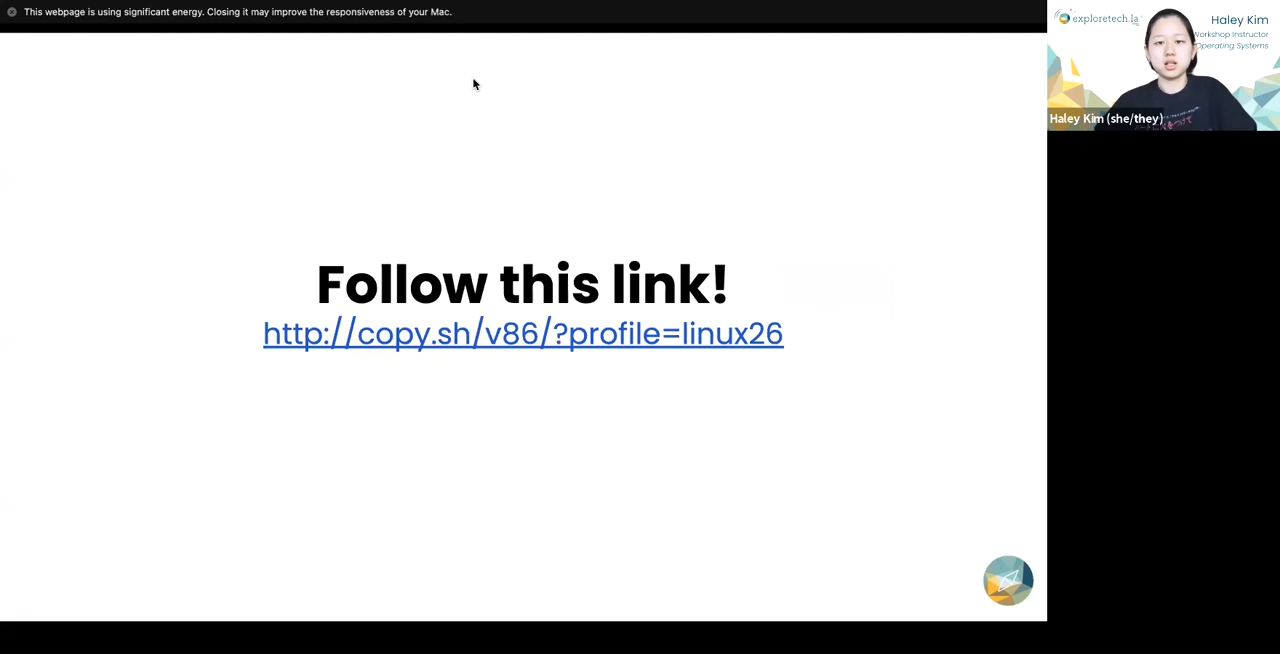 This webpage is using significant energy. Closing it may improve the responsiveness of your Mac.
Follow this link!
http://copy.sh/v86/?profile=linux26
exploretech.la
Haley Kim
Workshop Instructor
Operating Systems
Haley Kim (she/they)